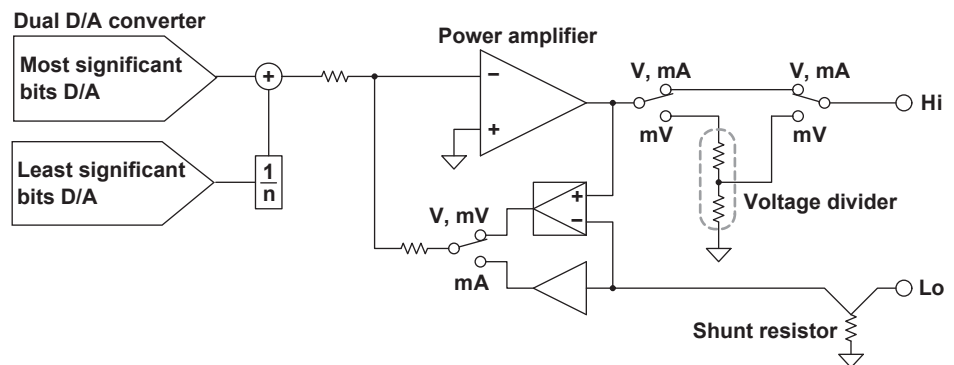 Dual D/A converter
Most significant
bits D/A
Least significant
bits D/A
+
1
n
Power amplifier
−
+
V, mA
mV
V, mA
mV
Hi
Voltage divider
V, mV
mA
+
−
Lo
Shunt resistor